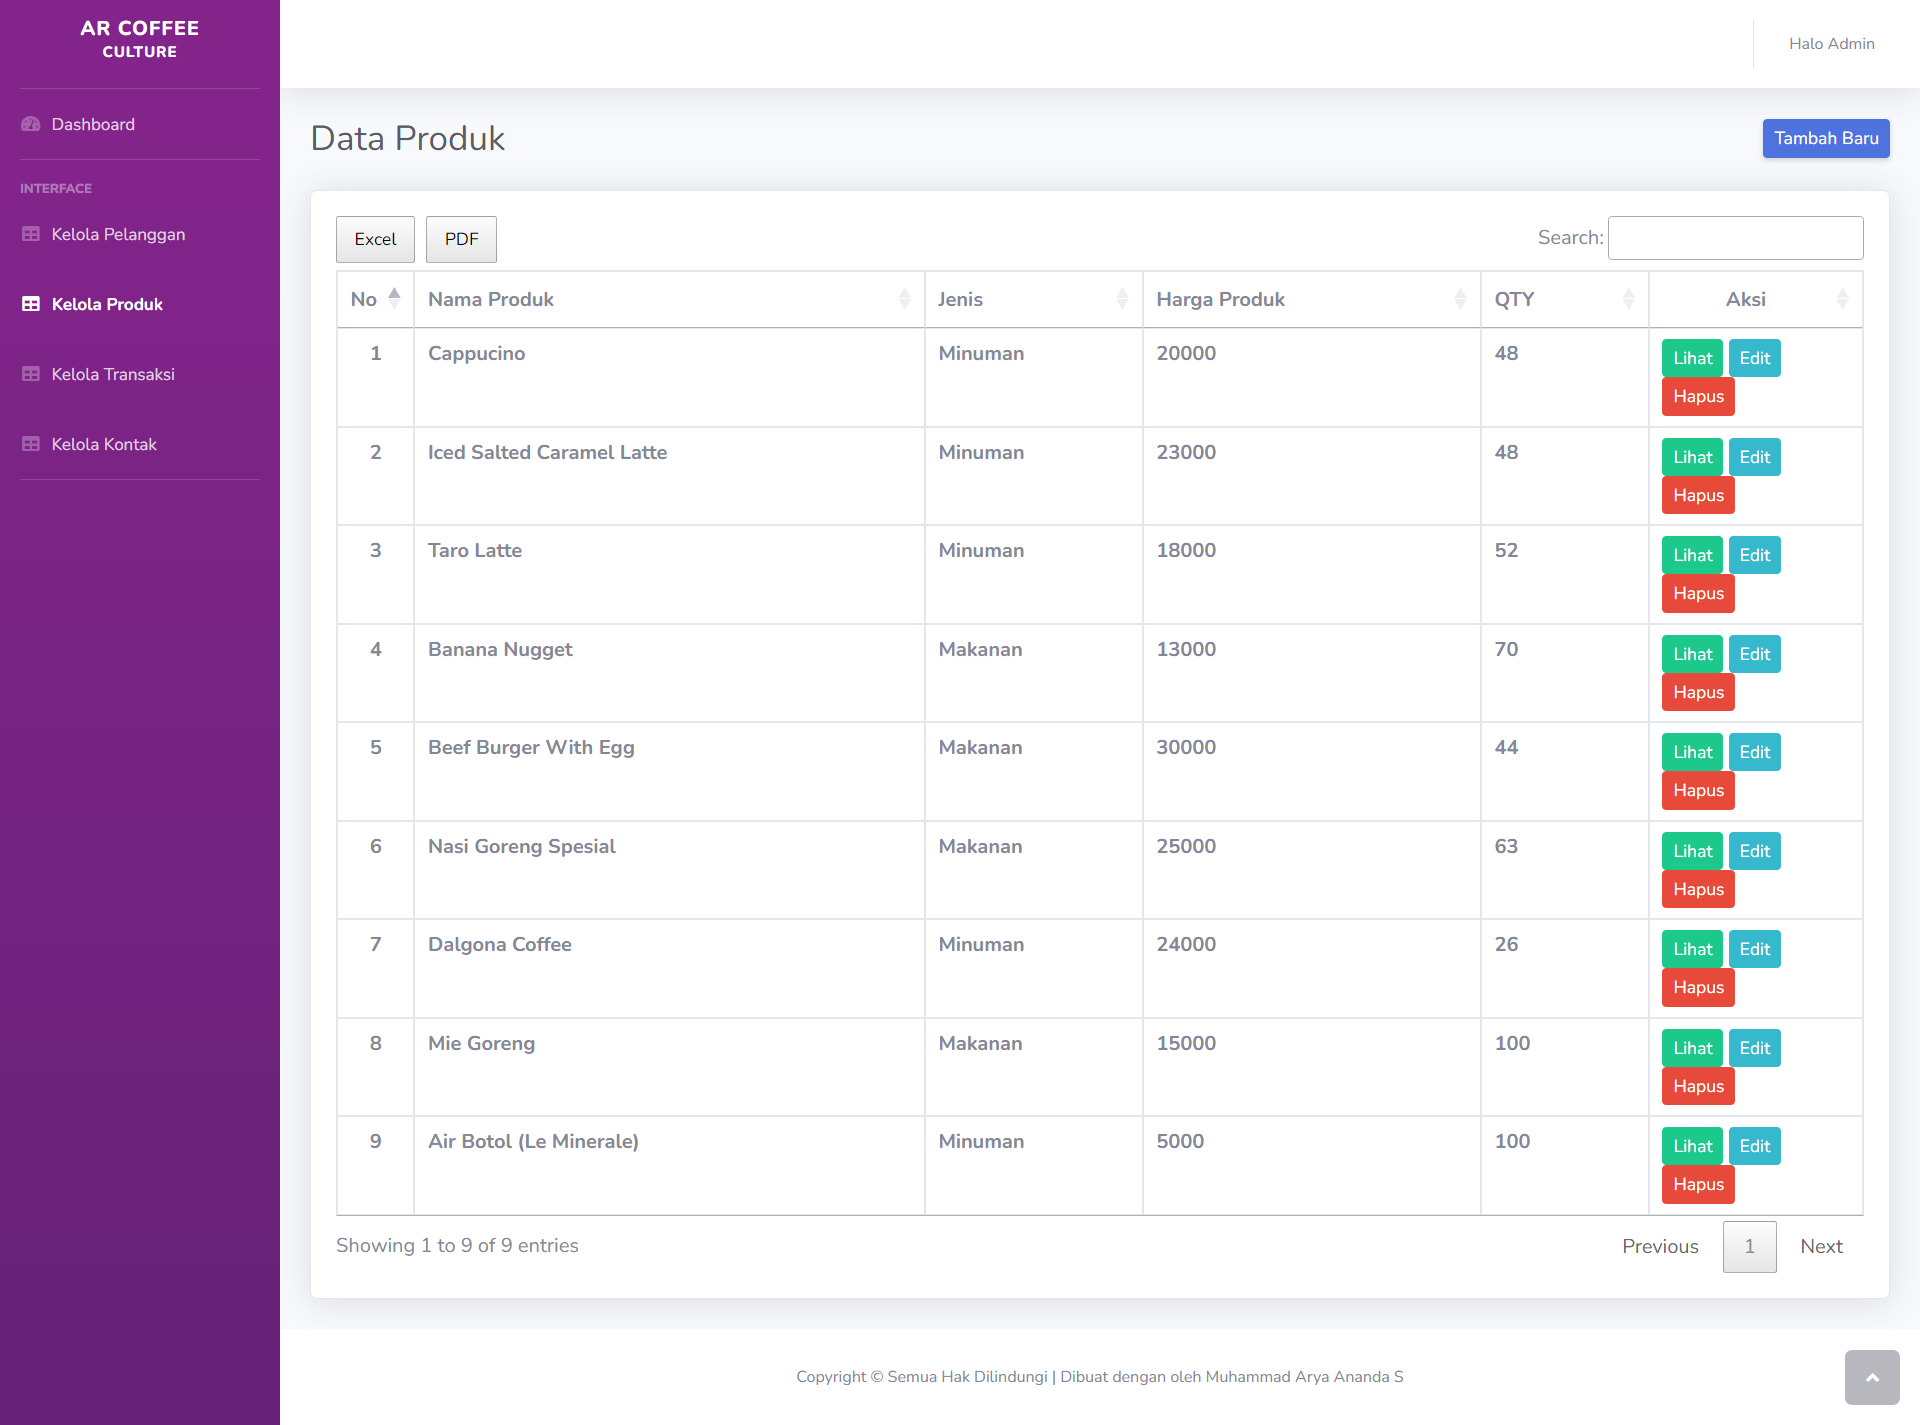 AR COFFEE
CULTURE
Halo Admin
Dashboard
INTERFACE
Kelola Pelanggan
Kelola Produk
Kelola Transaksi
Kelola Kontak
Data Produk
Tambah Baru
Excel PDF
Search:
No Nama Produk Jenis Harga Produk QTY Aksi
1 Cappucino Minuman 20000 48 Lihat Edit
Hapus
2 Iced Salted Caramel Latte Minuman 23000 48 Lihat Edit
Hapus
3 Taro Latte Minuman 18000 52 Lihat Edit
Hapus
4 Banana Nugget Makanan 13000 70 Lihat Edit
Hapus
5 Beef Burger With Egg Makanan 30000 44 Lihat Edit
Hapus
6 Nasi Goreng Spesial Makanan 25000 63 Lihat Edit
Hapus
7 Dalgona Coffee Minuman 24000 26 Lihat Edit
Hapus
8 Mie Goreng Makanan 15000 100 Lihat Edit
Hapus
9 Air Botol (Le Minerale) Minuman 5000 100 Lihat Edit
Hapus
Showing 1 to 9 of 9 entries
Previous 1 Next
Copyright © Semua Hak Dilindungi | Dibuat dengan oleh Muhammad Arya Ananda S